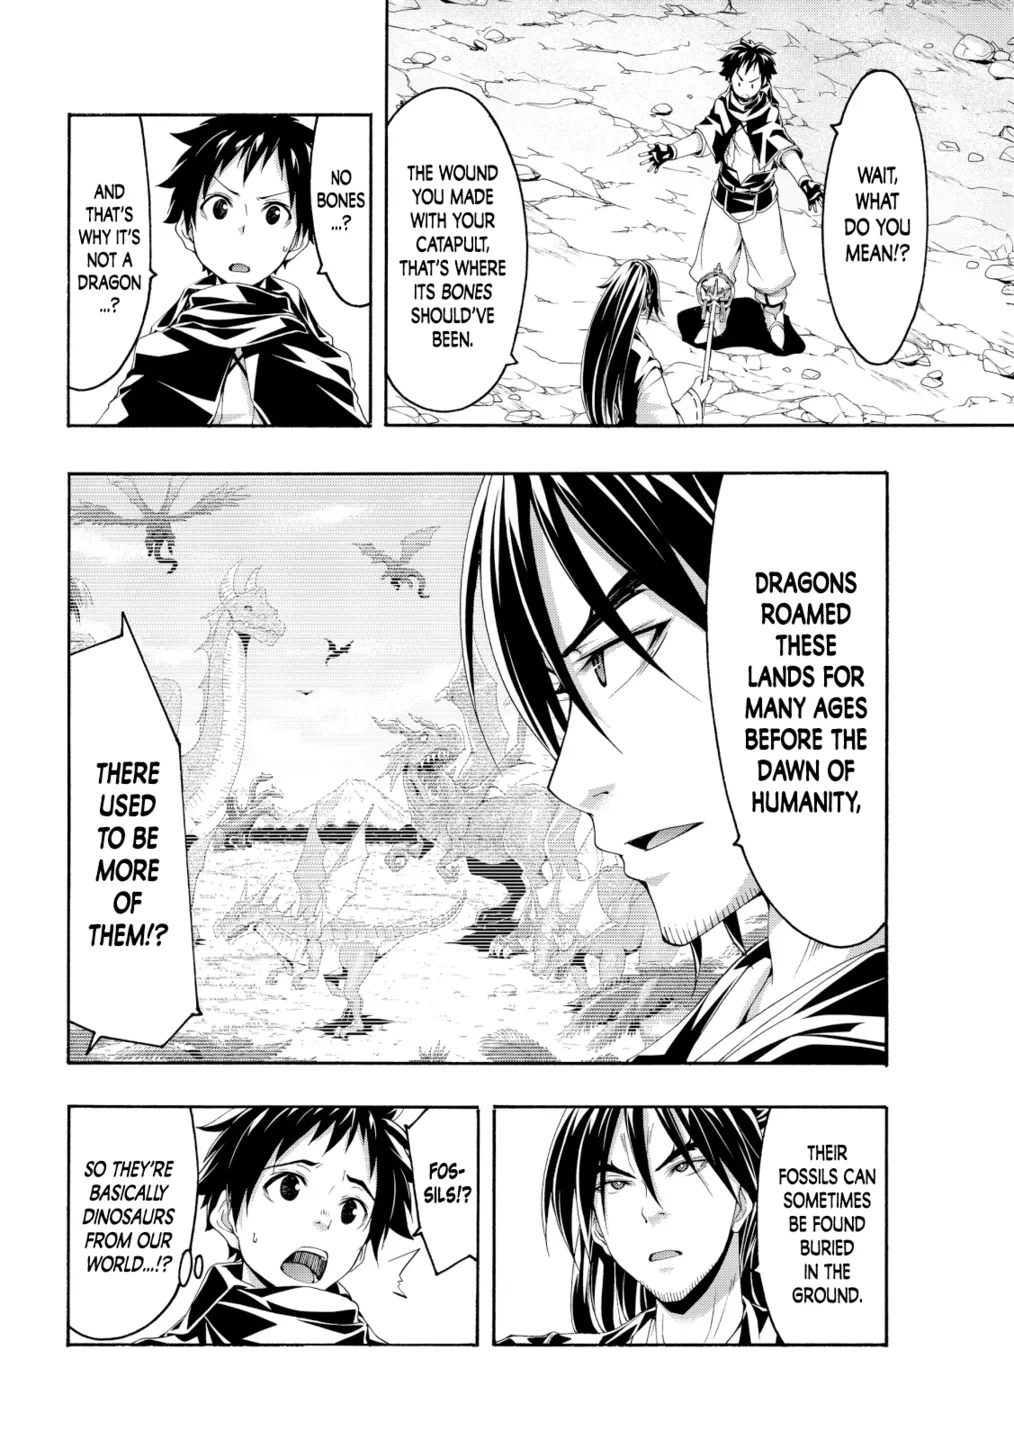 WAIT,
WHAT
DO YOU
MEAN!?
THE WOUND
YOU MADE
WITH YOUR
CATAPULT,
THAT'S WHERE
ITS BONES
SHOULD'VE
BEEN.
NO
BONES
...?
AND
THAT'S
WHY IT'S
NOT A
DRAGON
...?
DRAGONS
ROAMED
THESE
LANDS FOR
MANY AGES
BEFORE THE
DAWN OF
HUMANITY,
THERE
USED
TO BE
MORE
OF
THEM!?
THEIR
FOSSILS CAN
SOMETIMES
BE FOUND
BURIED
IN THE
GROUND.
FOS-
SILS!?
SO THEY'RE
BASICALLY
DINOSAURS
FROM OUR
WORLD...!?